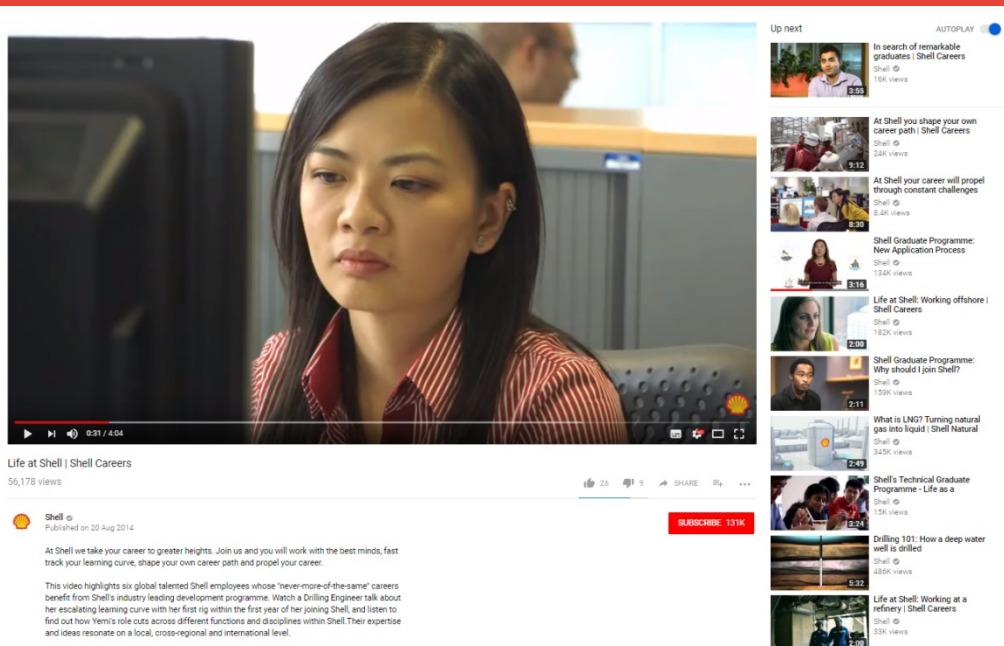 0:31 / 4:04
Life at Shell | Shell Careers
56,178 views
26
9
SHARE
Shell
Published on 20 Aug 2014
SUBSCRIBE 131K
At Shell we take your career to greater heights. Join us and you will work with the best minds, fast
track your learning curve, shape your own career path and propel your career.
This video highlights six global talented Shell employees whose "never-more-of-the-same" careers
benefit from Shell's industry leading development programme. Watch a Drilling Engineer talk about
her escalating learning curve with her first rig within the first year of her joining Shell, and listen to
find out how Yemi's role cuts across different functions and disciplines within Shell.Their expertise
and ideas resonate on a local, cross-regional and international level.
Up next
AUTOPLAY
3:55
In search of remarkable
graduates | Shell Careers
Shell
16K views
9:12
At Shell you shape your own
career path | Shell Careers
Shell
24K views
8:30
At Shell your career will propel
through constant challenges
Shell
8.4K views
3:16
Shell Graduate Programme:
New Application Process
Shell
134K views
2:00
Life at Shell: Working offshore |
Shell Careers
Shell
182K views
2:11
Shell Graduate Programme:
Why should I join Shell?
Shell
159K views
2:49
What is LNG? Turning natural
gas into liquid | Shell Natural
Shell
345K views
3:24
Shell's Technical Graduate
Programme - Life as a
Shell
15K views
5:32
Drilling 101: How a deep water
well is drilled
Shell
486K views
2:00
Life at Shell: Working at a
refinery | Shell Careers
Shell
33K views